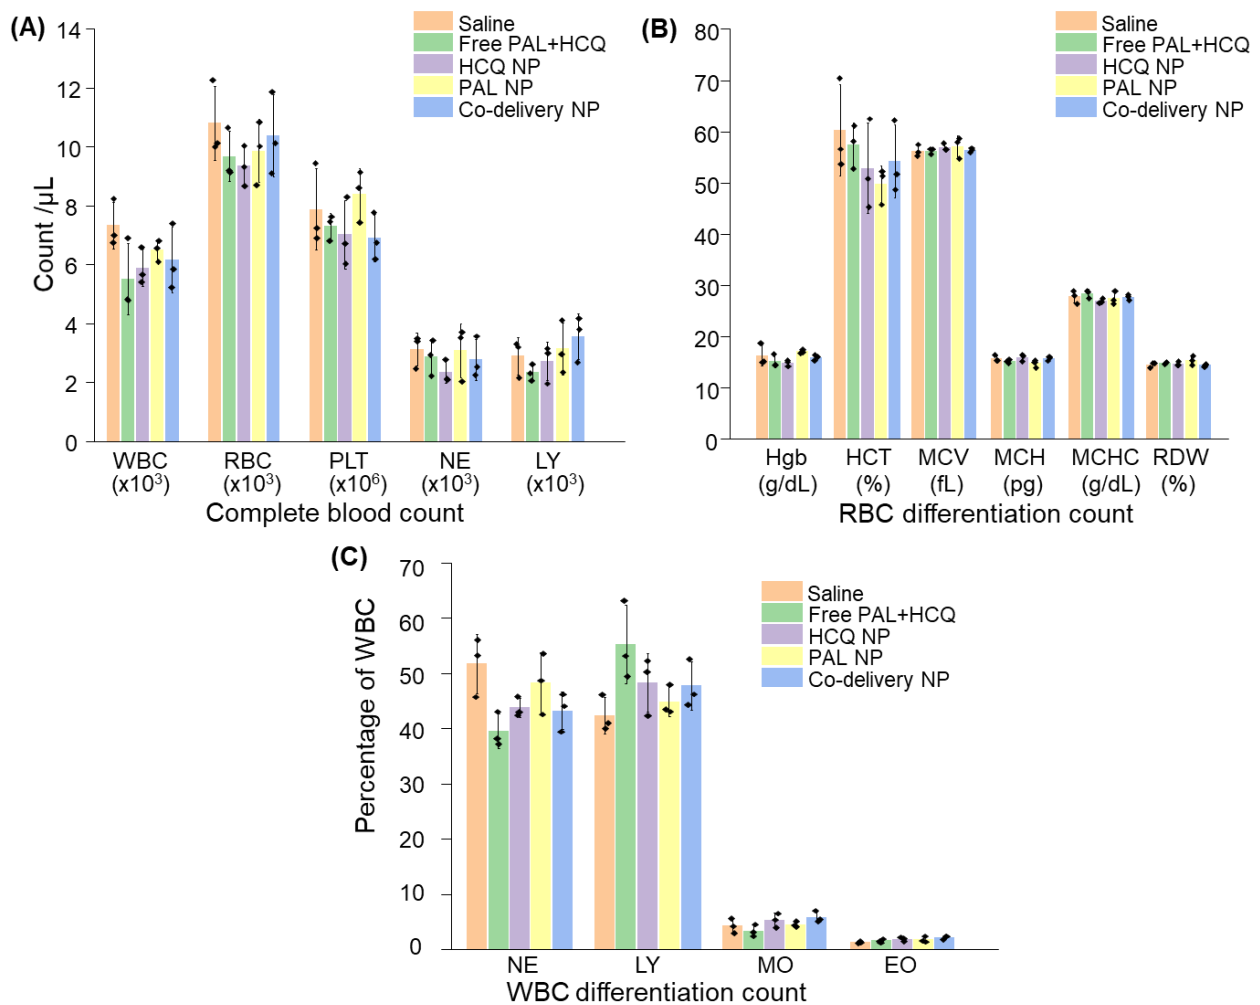 (A)
14
12
10
8
6
4
2
0
Count /µL
Saline
Free PAL+HCQ
HCQ NP
PAL NP
Co-delivery NP
WBC RBC PLT NE LY
(x10³) (x10³) (x10⁶) (x10³) (x10³)
Complete blood count
(B)
80
70
60
50
40
30
20
10
0
Saline
Free PAL+HCQ
HCQ NP
PAL NP
Co-delivery NP
Hgb HCT MCV MCH MCHC RDW
(g/dL) (%) (fL) (pg) (g/dL) (%)
RBC differentiation count
(C)
70
60
50
40
30
20
10
0
Percentage of WBC
Saline
Free PAL+HCQ
HCQ NP
PAL NP
Co-delivery NP
NE LY MO EO
WBC differentiation count